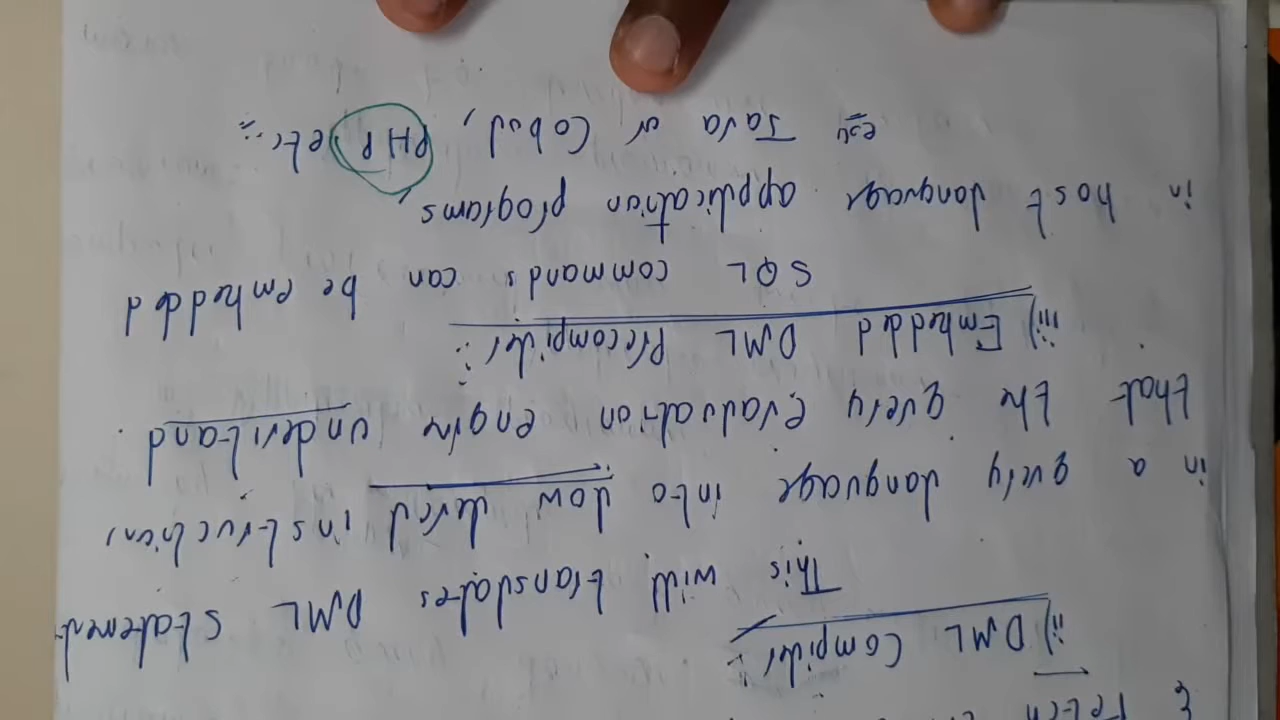 & Fetch
ii) DML Compiler :-
This will translates DML statement
in a query language into low level instructions
that the query evaluation engine understand.
iii) Embedded DML Precompiler :-
SQL commands can be embedded
in host language application programs
ex:- Java or Cobol, PHP etc..